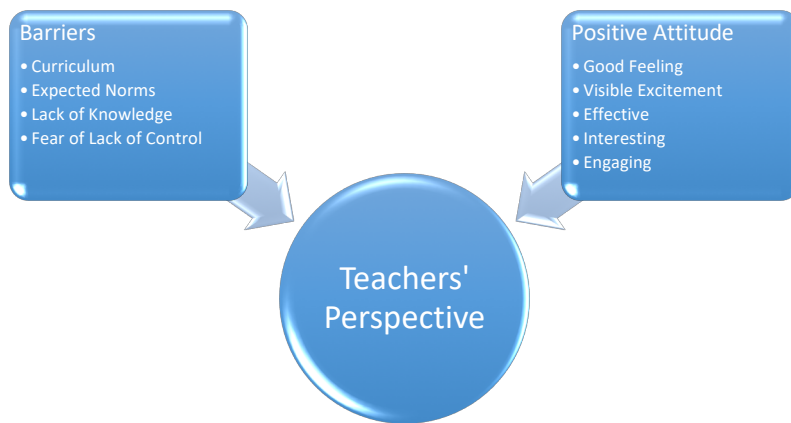 Barriers
• Curriculum
• Expected Norms
• Lack of Knowledge
• Fear of Lack of Control
Positive Attitude
• Good Feeling
• Visible Excitement
• Effective
• Interesting
• Engaging
Teachers'
Perspective